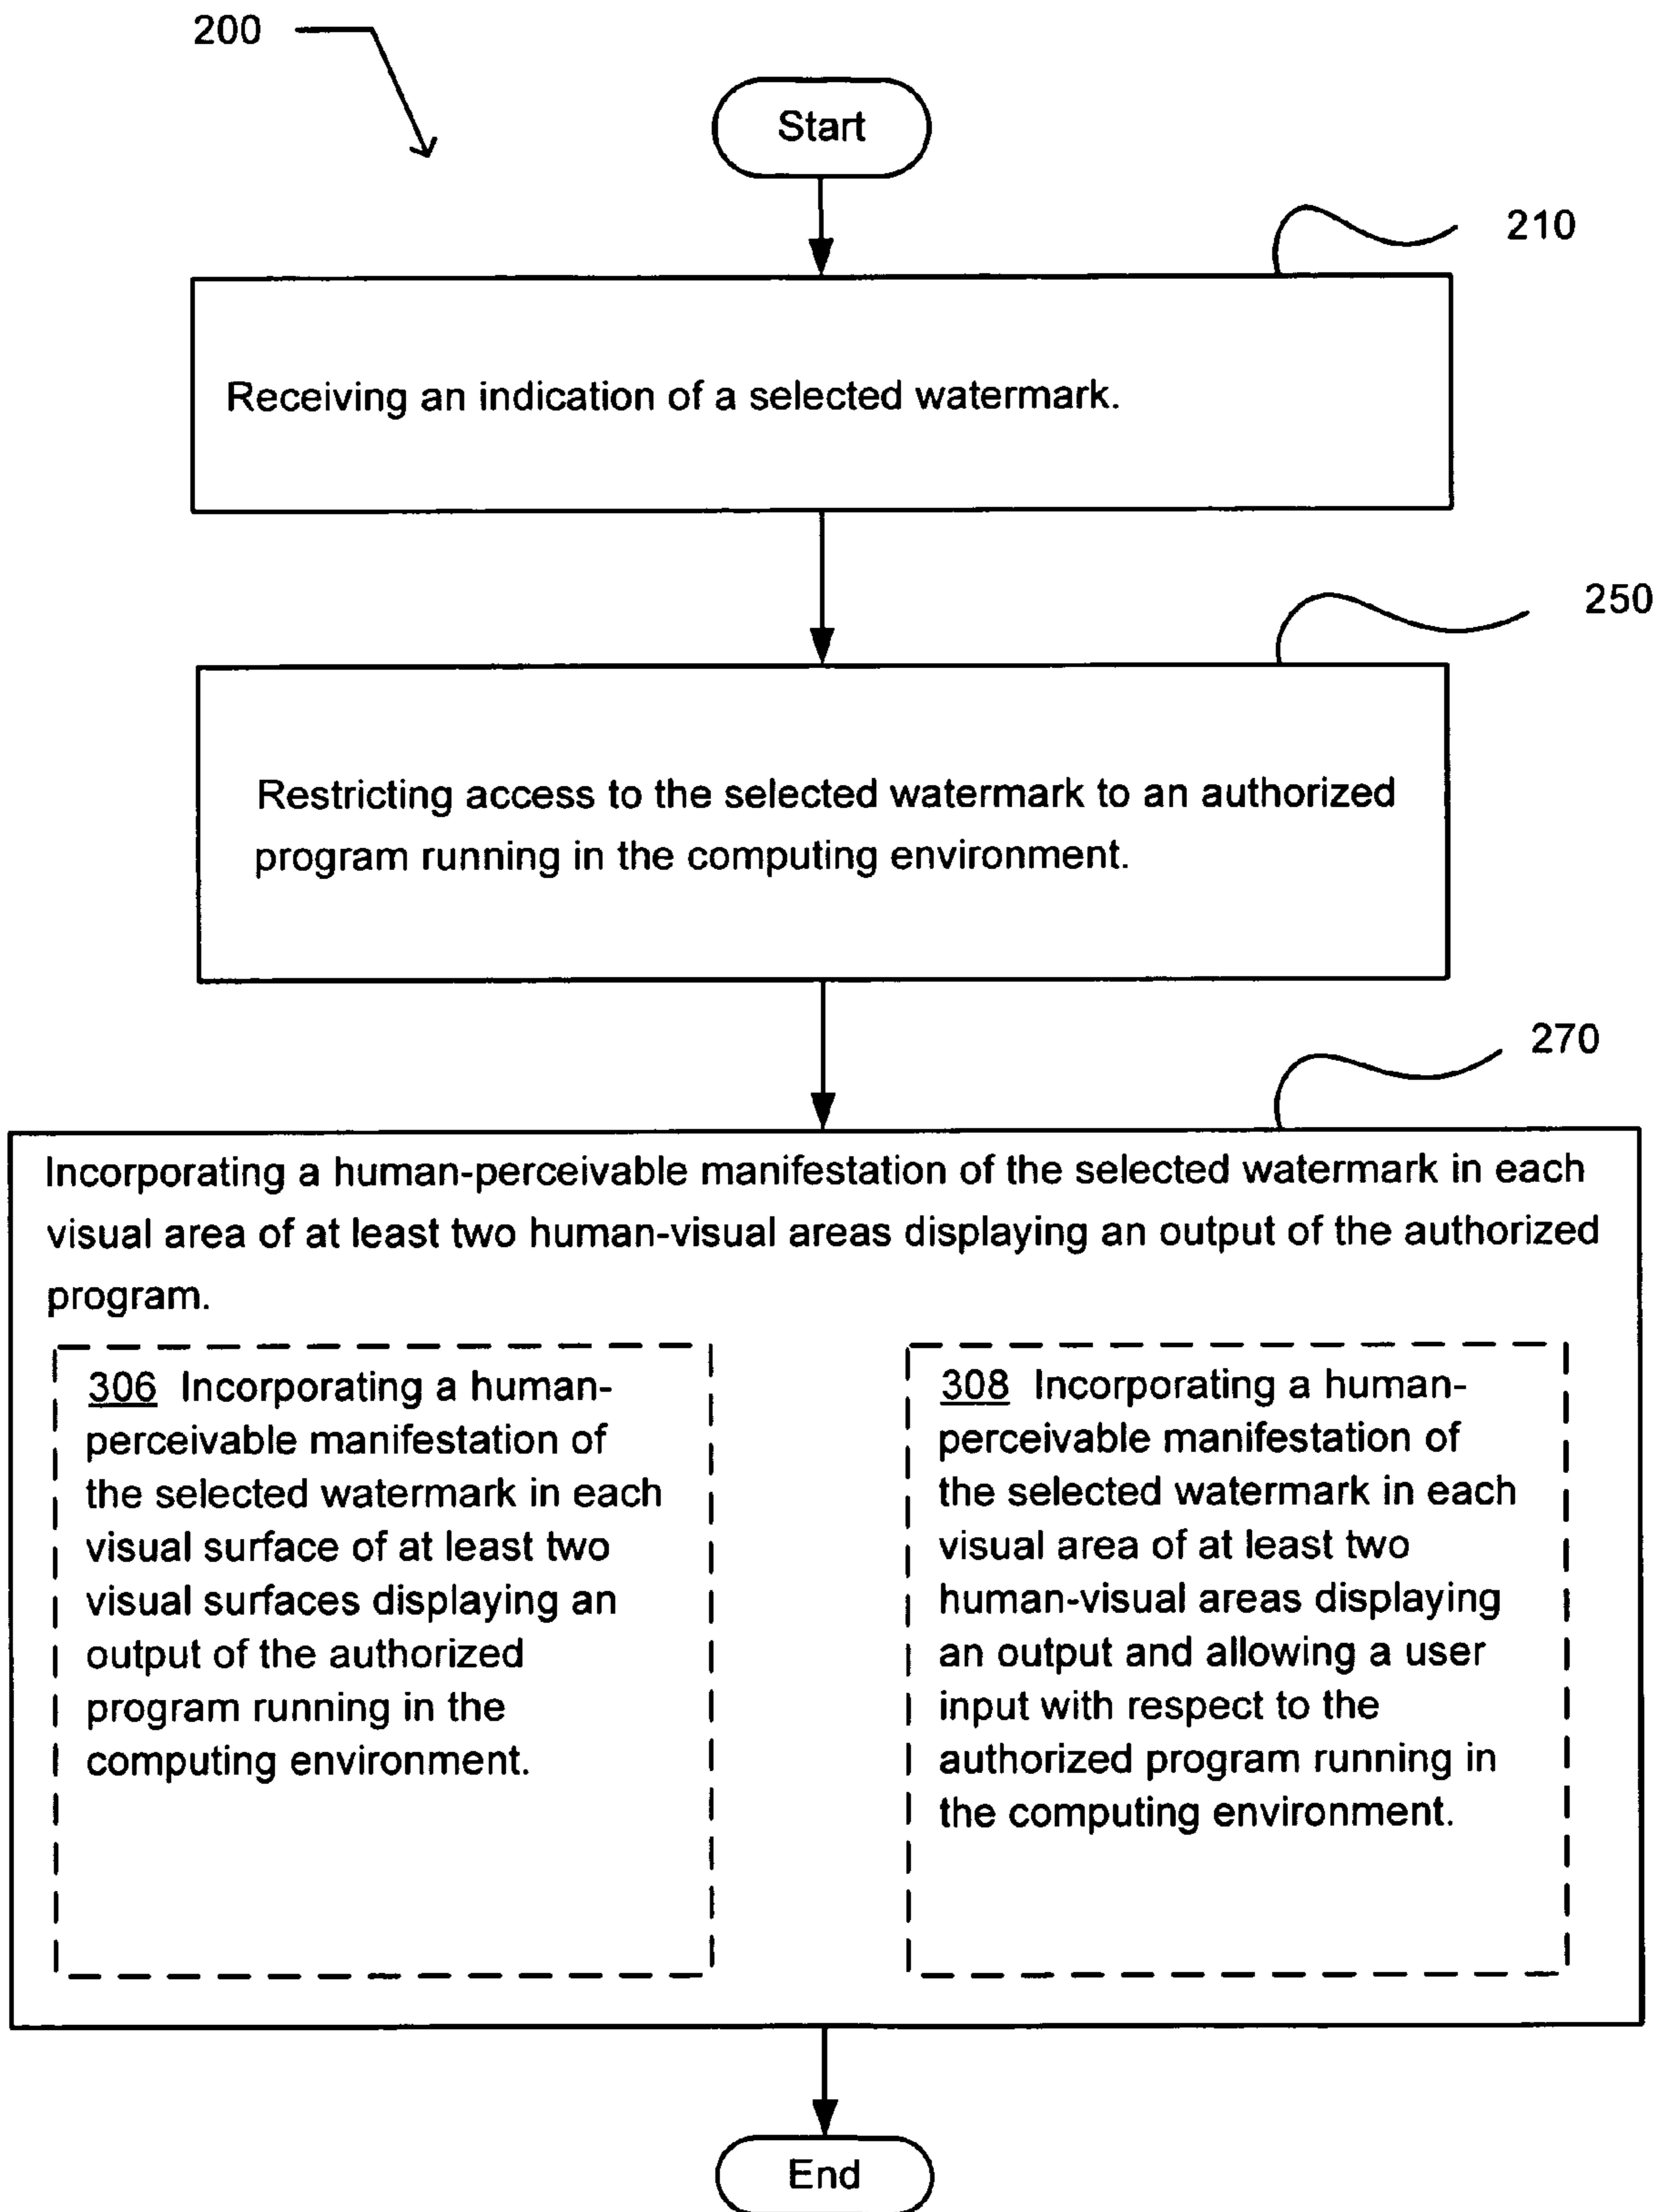 200
Start
210
Receiving an indication of a selected watermark.
250
Restricting access to the selected watermark to an authorized
program running in the computing environment.
270
Incorporating a human-perceivable manifestation of the selected watermark in each
visual area of at least two human-visual areas displaying an output of the authorized
program.
306 Incorporating a human-
perceivable manifestation of
the selected watermark in each
visual surface of at least two
visual surfaces displaying an
output of the authorized
program running in the
computing environment.
308 Incorporating a human-
perceivable manifestation of
the selected watermark in each
visual area of at least two
human-visual areas displaying
an output and allowing a user
input with respect to the
authorized program running in
the computing environment.
End